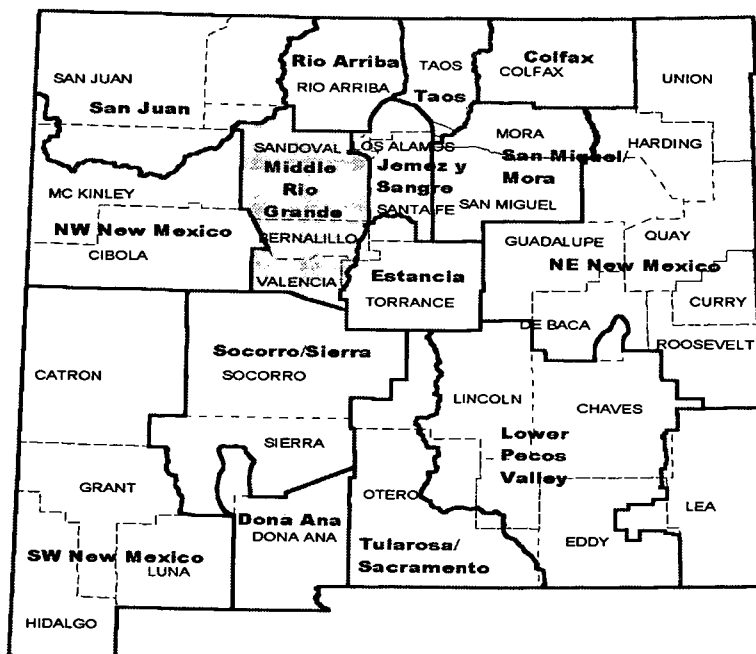 Rio Arriba
RIO ARRIBA
TAOS
Taos
Colfax
COLFAX
UNION
SAN JUAN
San Juan
SANDOVAL
Middle
Rio
Grande
BERNALILLO
VALENCIA
LOS ALAMOS
Jemez y
Sangre
SANTA FE
MORA
San Miguel/
Mora
SAN MIGUEL
HARDING
MC KINLEY
NW New Mexico
CIBOLA
GUADALUPE
QUAY
NE New Mexico
CURRY
Estancia
TORRANCE
DE BACA
ROOSEVELT
Socorro/Sierra
SOCORRO
CATRON
SIERRA
LINCOLN
CHAVES
Lower
Pecos
Valley
GRANT
Dona Ana
DONA ANA
OTERO
LEA
EDDY
SW New Mexico
LUNA
Tularosa/
Sacramento
HIDALGO